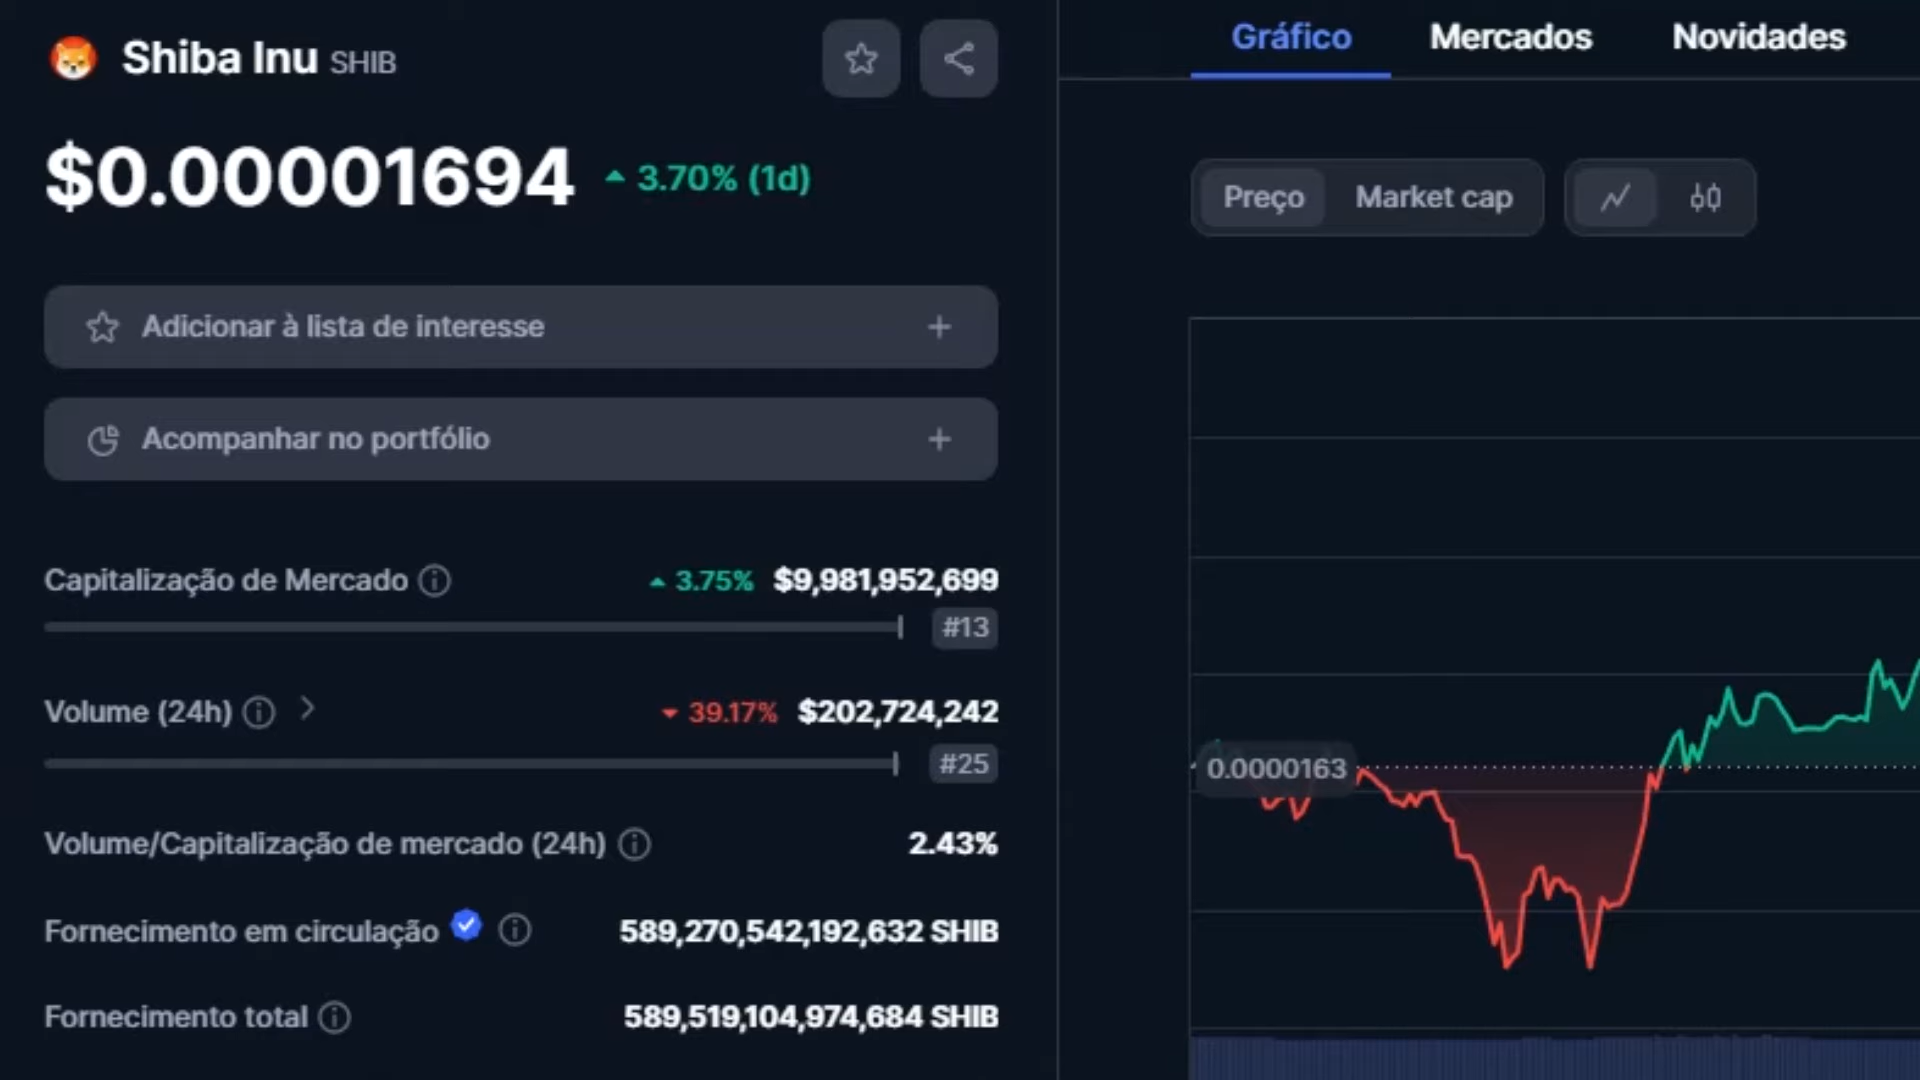 Shiba Inu SHIB
$0.00001694 3.70% (1d)
Adicionar à lista de interesse +
Acompanhar no portfólio +
Capitalização de Mercado 3.75% $9,981,952,699
#13
Volume (24h) 39.17% $202,724,242
#25
Volume/Capitalização de mercado (24h) 2.43%
Fornecimento em circulação 589,270,542,192,632 SHIB
Fornecimento total 589,519,104,974,684 SHIB
Gráfico Mercados Novidades
Preço Market cap
0.0000163